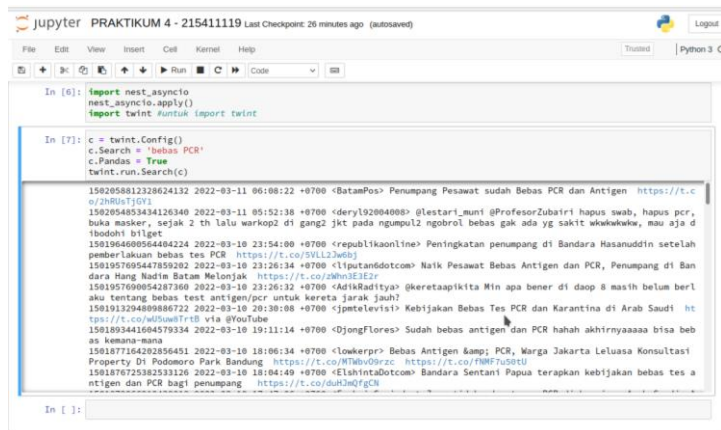 jupyter PRAKTIKUM 4 - 215411119 Last Checkpoint: 26 minutes ago (autosaved)
Logout
File Edit View Insert Cell Kernel Help
Trusted Python 3
Run Code
In [6]: import nest_asyncio
nest_asyncio.apply()
import twint #untuk import twint
In [7]: c = twint.Config()
c.Search = 'bebas PCR'
c.Pandas = True
twint.run.Search(c)
1502058812328624132 2022-03-11 06:08:22 +0700 <BatamPos> Penumpang Pesawat sudah Bebas PCR dan Antigen https://t.c
o/2hRUsTjGY1
1502054853434126340 2022-03-11 05:52:38 +0700 <deryl92004008> @lestari_muni @ProfesorZubairi hapus swab, hapus pcr,
buka masker, sejak 2 th lalu warkop2 di gang2 jkt pada ngumpul2 ngobrol bebas gak ada yg sakit wkwkwkwkw, mau aja d
ibodohi bilget
1501964600564404224 2022-03-10 23:54:00 +0700 <republikaonline> Peningkatan penumpang di Bandara Hasanuddin setelah
pemberlakuan bebas tes PCR https://t.co/5VLL2Jw6bj
1501957695447859202 2022-03-10 23:26:34 +0700 <liputan6dotcom> Naik Pesawat Bebas Antigen dan PCR, Penumpang di Ban
dara Hang Nadim Batam Melonjak https://t.co/zWhn3E3E2r
1501957690054287360 2022-03-10 23:26:32 +0700 <AdikRaditya> @keretaapikita Min apa bener di daop 8 masih belum berl
aku tentang bebas test antigen/pcr untuk kereta jarak jauh?
1501913294809886722 2022-03-10 20:30:08 +0700 <jpmtelevisi> Kebijakan Bebas Tes PCR dan Karantina di Arab Saudi ht
tps://t.co/wU5uw8TrtB via @YouTube
1501893441604579334 2022-03-10 19:11:14 +0700 <DjongFlores> Sudah bebas antigen dan PCR hahah akhirnyaaaaa bisa beb
as kemana-mana
1501877164202856451 2022-03-10 18:06:34 +0700 <lowkerpr> Bebas Antigen &amp; PCR, Warga Jakarta Leluasa Konsultasi
Property Di Podomoro Park Bandung https://t.co/MTWbvO9rzc https://t.co/fNMF7u50tU
1501876725382533126 2022-03-10 18:04:49 +0700 <ElshintaDotcom> Bandara Sentani Papua terapkan kebijakan bebas tes a
ntigen dan PCR bagi penumpang https://t.co/duHJmQfgCN
In [ ]: